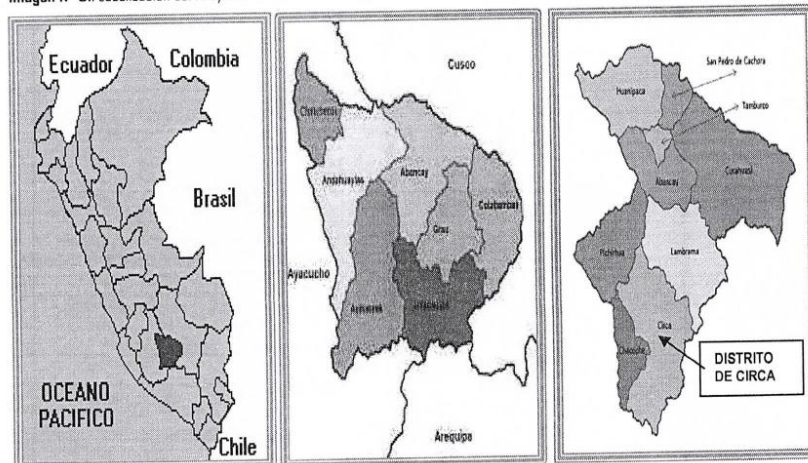 Ecuador
Colombia
Brasil
OCEANO
PACIFICO
Chile
Cusco
Chincheros
Andahuaylas
Abancay
Cotabambas
Grau
Ayacucho
Antabamba
Arequipa
San Pedro de Cachora
Huanipaca
Tamburco
Curahuasi
Abancay
Pichirhua
Lambrama
Circa
Chacoche
DISTRITO
DE CIRCA